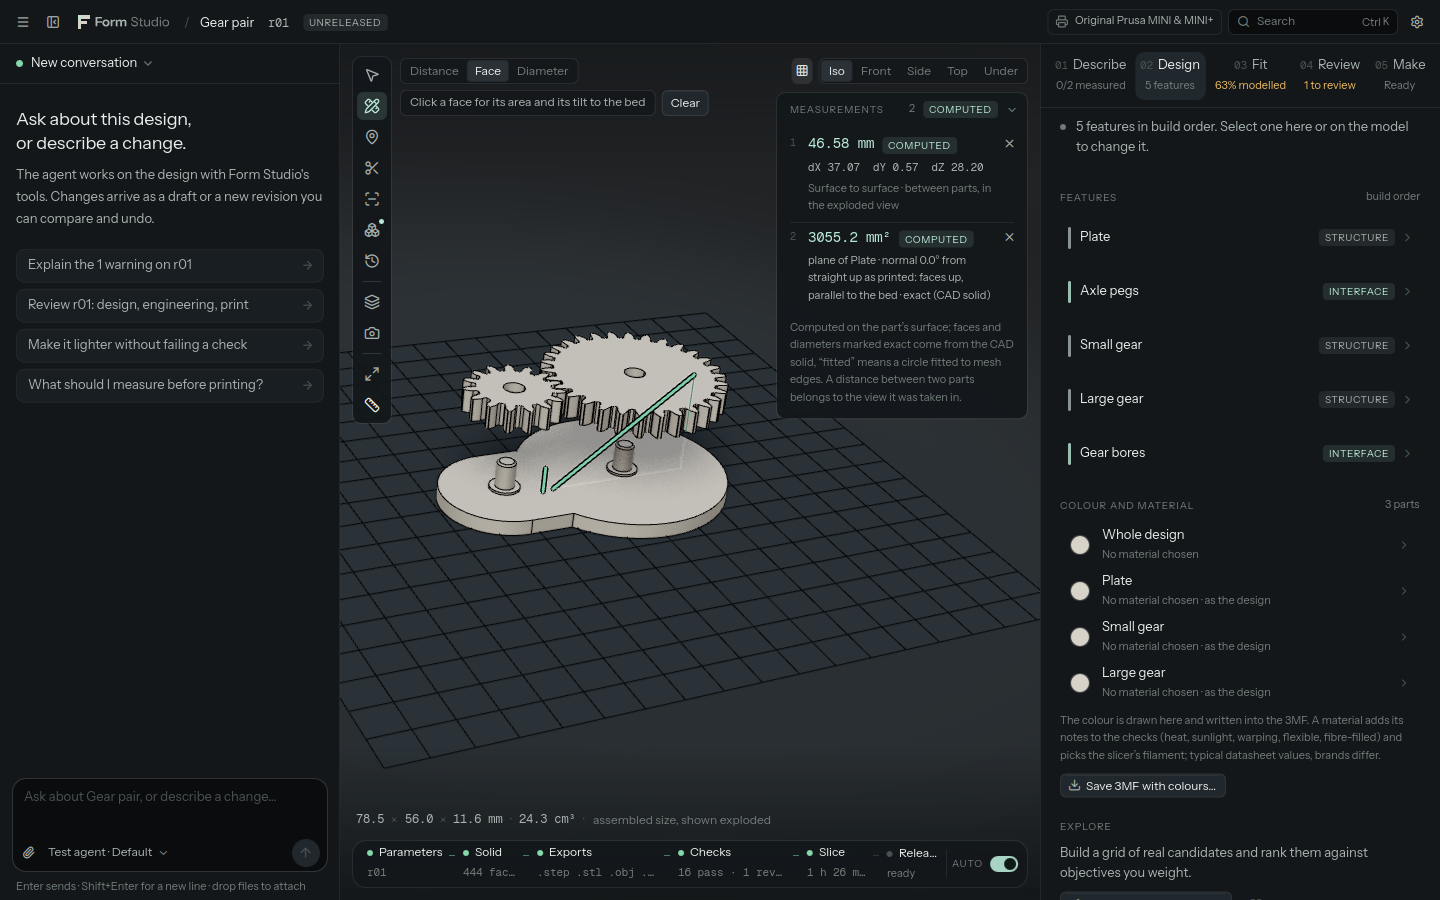 Form Studio / Gear pair r01 UNRELEASED
Original Prusa MINI & MINI+
Search Ctrl K
New conversation
Ask about this design,
or describe a change.
The agent works on the design with Form Studio's
tools. Changes arrive as a draft or a new revision you
can compare and undo.
Explain the 1 warning on r01
Review r01: design, engineering, print
Make it lighter without failing a check
What should I measure before printing?
Ask about Gear pair, or describe a change...
Test agent · Default
Enter sends · Shift+Enter for a new line · drop files to attach
Distance Face Diameter
Click a face for its area and its tilt to the bed Clear
Iso Front Side Top Under
MEASUREMENTS 2 COMPUTED
1 46.58 mm COMPUTED
dX 37.07 dY 0.57 dZ 28.20
Surface to surface · between parts, in
the exploded view
2 3055.2 mm² COMPUTED
plane of Plate · normal 0.0° from
straight up as printed: faces up,
parallel to the bed · exact (CAD solid)
Computed on the part's surface; faces and
diameters marked exact come from the CAD
solid, "fitted" means a circle fitted to mesh
edges. A distance between two parts
belongs to the view it was taken in.
78.5 × 56.0 × 11.6 mm · 24.3 cm³ · assembled size, shown exploded
Parameters Solid Exports Checks Slice Relea...
r01 444 fac... .step .stl .obj ... 16 pass · 1 rev... 1 h 26 m... ready
AUTO
01 Describe 02 Design 03 Fit 04 Review 05 Make
0/2 measured 5 features 63% modelled 1 to review Ready
5 features in build order. Select one here or on the model
to change it.
FEATURES build order
Plate STRUCTURE
Axle pegs INTERFACE
Small gear STRUCTURE
Large gear STRUCTURE
Gear bores INTERFACE
COLOUR AND MATERIAL 3 parts
Whole design
No material chosen
Plate
No material chosen · as the design
Small gear
No material chosen · as the design
Large gear
No material chosen · as the design
The colour is drawn here and written into the 3MF. A material adds its
notes to the checks (heat, sunlight, warping, flexible, fibre-filled) and
picks the slicer's filament; typical datasheet values, brands differ.
Save 3MF with colours...
EXPLORE
Build a grid of real candidates and rank them against
objectives you weight.